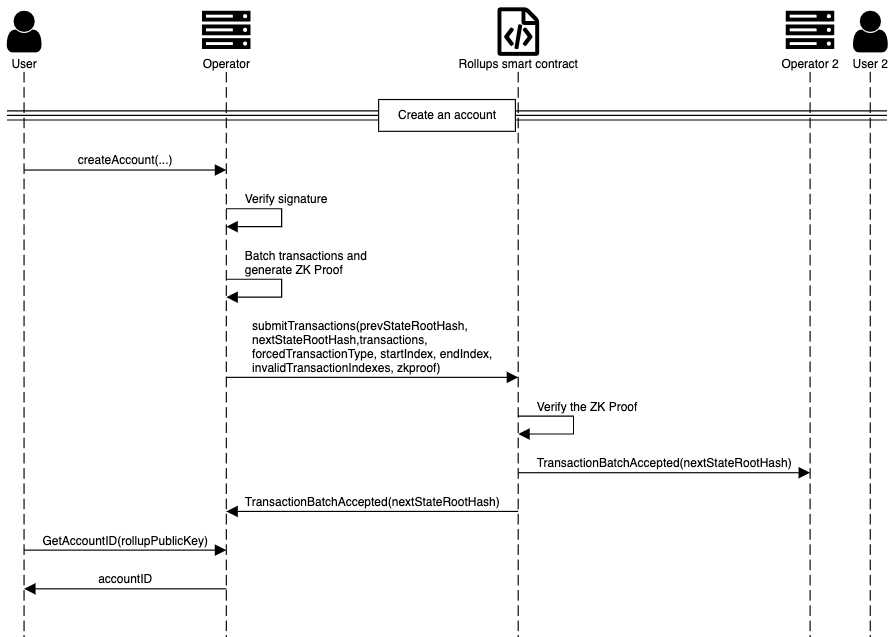 User
Operator
Rollups smart contract
Operator 2
User 2
Create an account
createAccount(...)
Verify signature
Batch transactions and
generate ZK Proof
submitTransactions(prevStateRootHash,
nextStateRootHash,transactions,
forcedTransactionType, startIndex, endIndex,
invalidTransactionIndexes, zkproof)
Verify the ZK Proof
TransactionBatchAccepted(nextStateRootHash)
TransactionBatchAccepted(nextStateRootHash)
GetAccountID(rollupPublicKey)
accountID